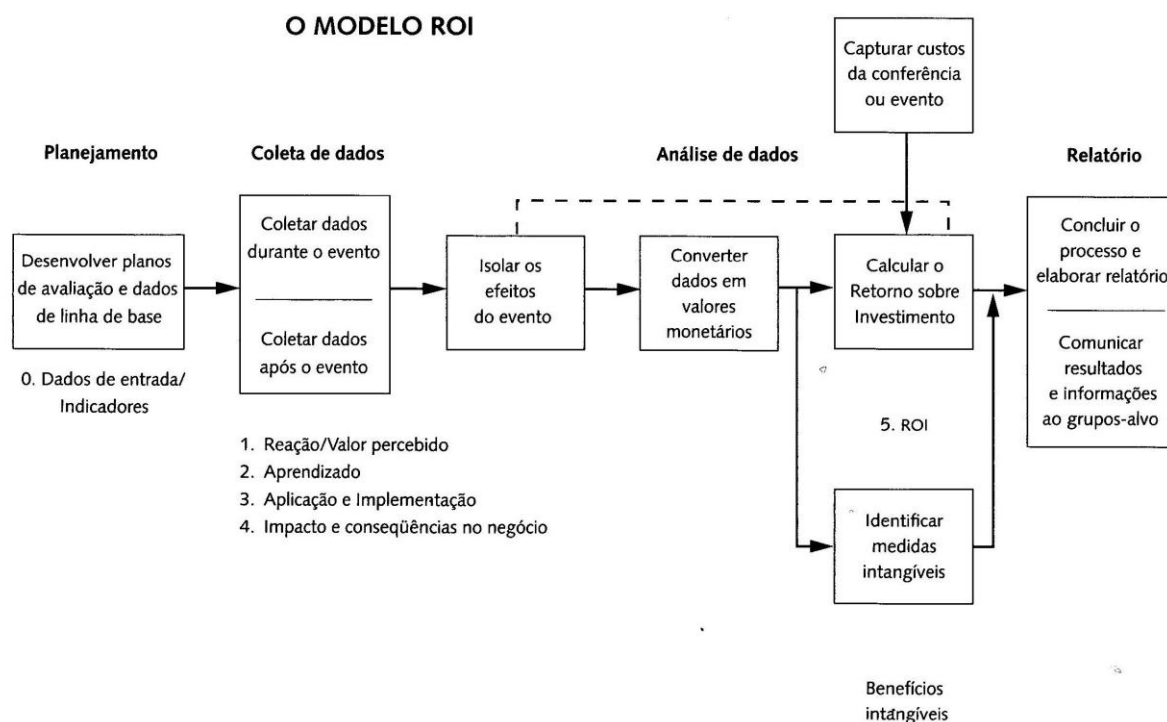 O MODELO ROI
Capturar custos
da conferência
ou evento
Planejamento
Coleta de dados
Análise de dados
Relatório
Desenvolver planos
de avaliação e dados
de linha de base
0. Dados de entrada/
Indicadores
Coletar dados
durante o evento
Coletar dados
após o evento
1. Reação/Valor percebido
2. Aprendizado
3. Aplicação e Implementação
4. Impacto e conseqüências no negócio
Isolar os
efeitos
do evento
Converter
dados em
valores
monetários
Calcular o
Retorno sobre
Investimento
5. ROI
Identificar
medidas
intangíveis
Benefícios
intangíveis
Concluir o
processo e
elaborar relatório
Comunicar
resultados
e informações
ao grupos-alvo